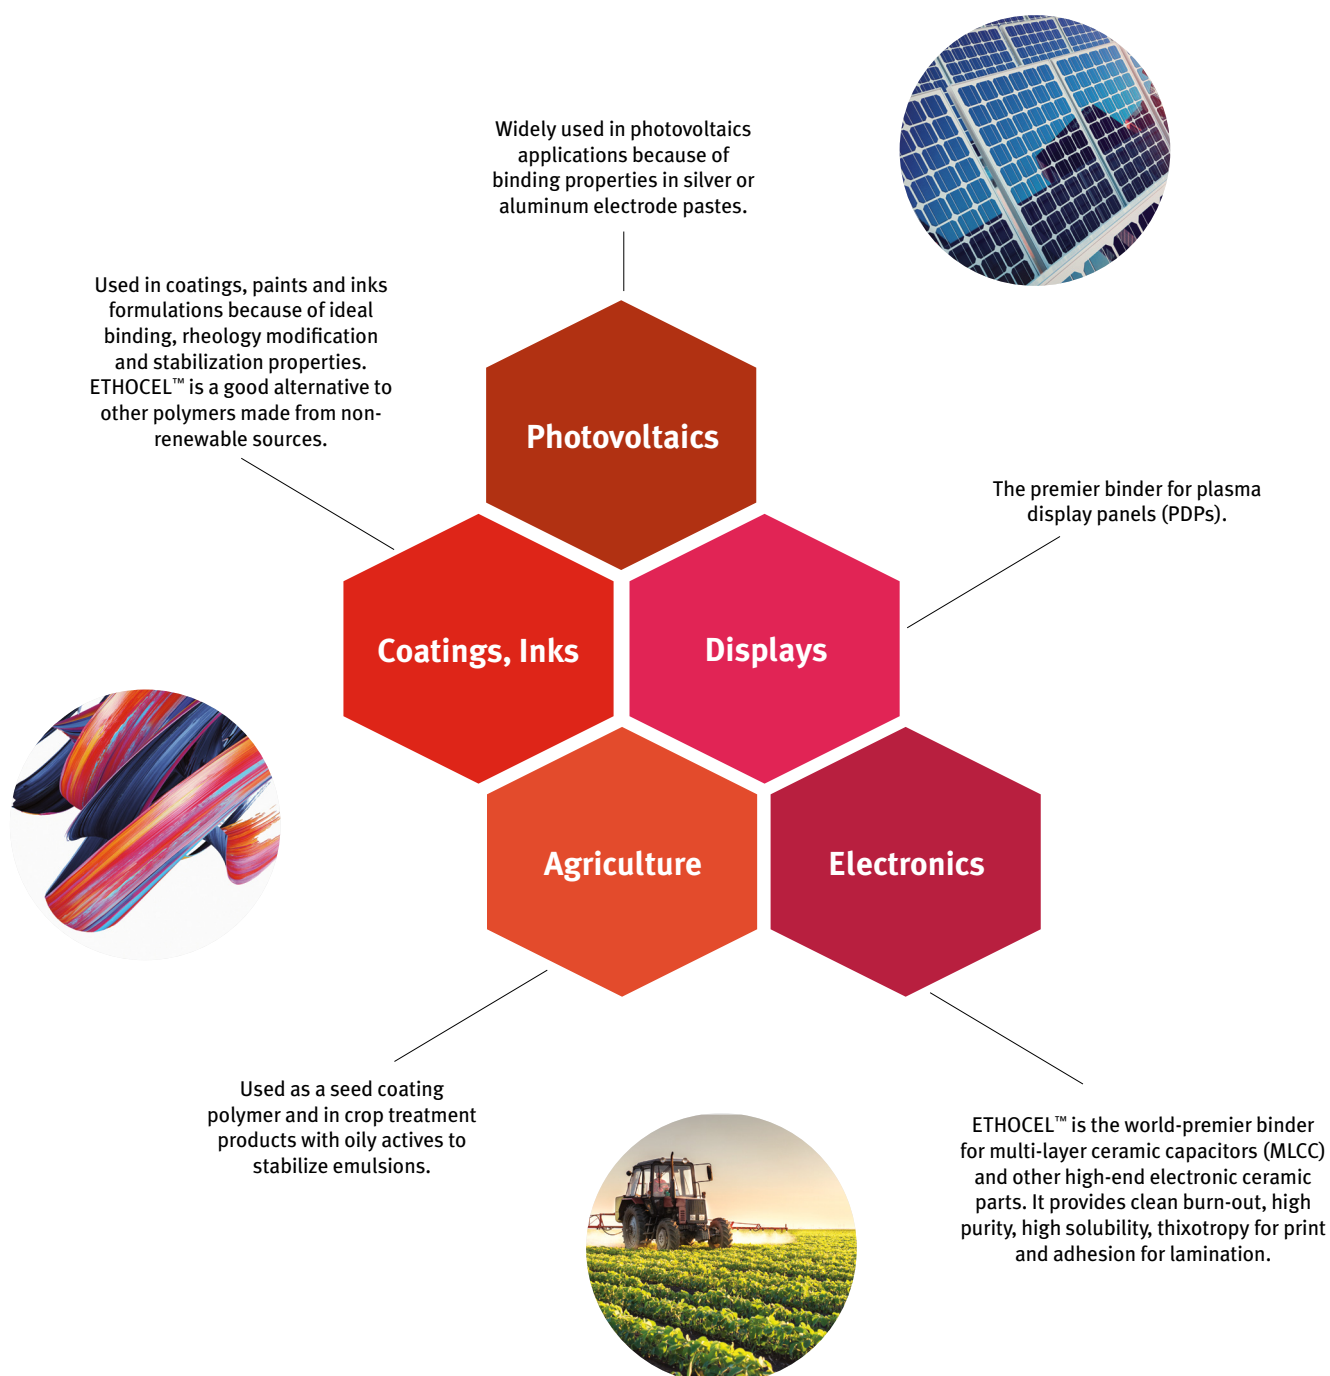 Widely used in photovoltaics
applications because of
binding properties in silver or
aluminum electrode pastes.
Used in coatings, paints and inks
formulations because of ideal
binding, rheology modification
and stabilization properties.
ETHOCEL™ is a good alternative to
other polymers made from non-
renewable sources.
Photovoltaics
The premier binder for plasma
display panels (PDPs).
Coatings, Inks
Displays
Agriculture
Electronics
Used as a seed coating
polymer and in crop treatment
products with oily actives to
stabilize emulsions.
ETHOCEL™ is the world-premier binder
for multi-layer ceramic capacitors (MLCC)
and other high-end electronic ceramic
parts. It provides clean burn-out, high
purity, high solubility, thixotropy for print
and adhesion for lamination.